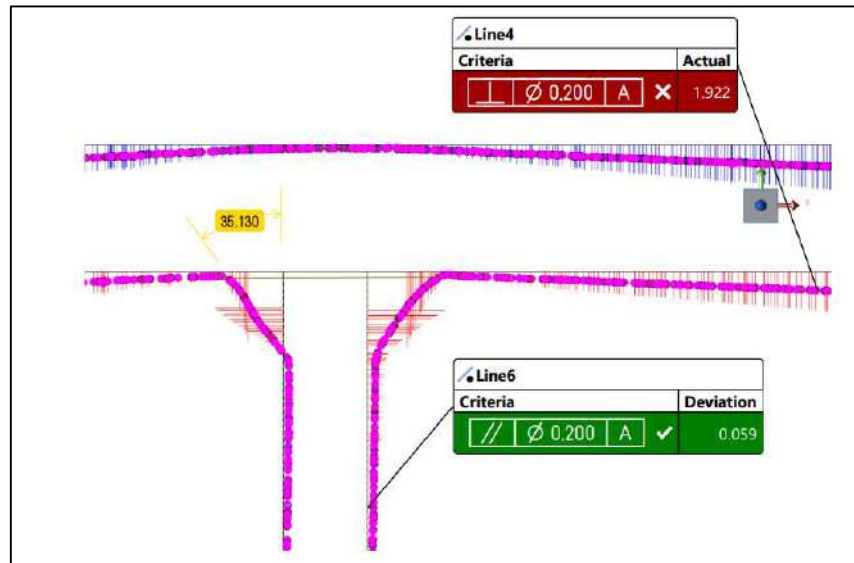 Line4
Criteria Actual
⊥ Ø 0,200 A ✕ 1.922
35.130
Line6
Criteria Deviation
// Ø 0,200 A ✓ 0.059